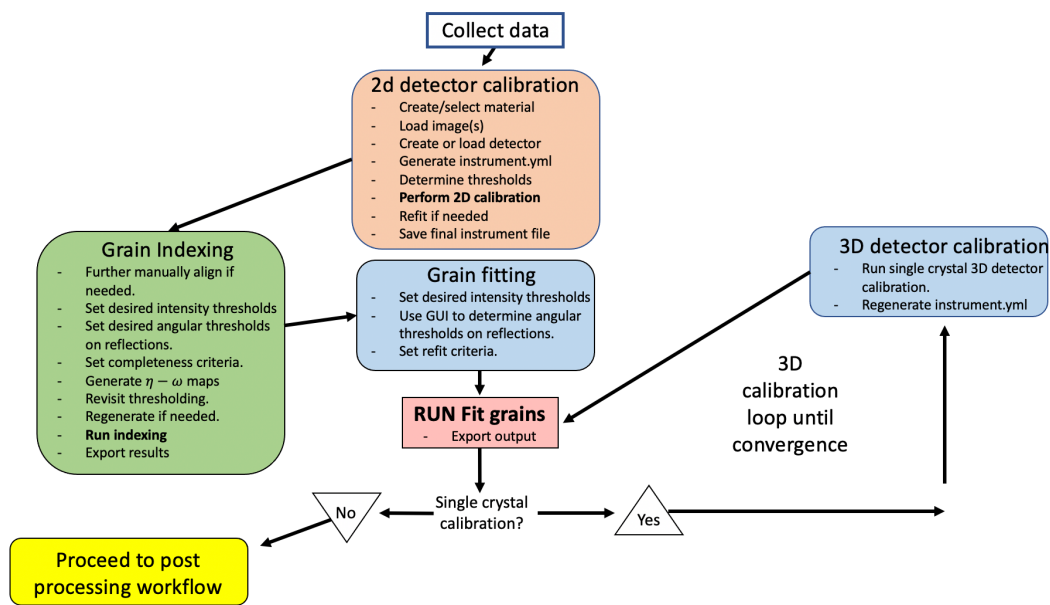 Collect data
2d detector calibration
- Create/select material
- Load image(s)
- Create or load detector
- Generate instrument.yml
- Determine thresholds
- Perform 2D calibration
- Refit if needed
- Save final instrument file
Grain Indexing
- Further manually align if
needed.
- Set desired intensity thresholds
- Set desired angular thresholds
on reflections.
- Set completeness criteria.
- Generate η − ω maps
- Revisit thresholding.
- Regenerate if needed.
- Run indexing
- Export results
Grain fitting
- Set desired intensity thresholds
- Use GUI to determine angular
thresholds on reflections.
- Set refit criteria.
RUN Fit grains
- Export output
Single crystal
calibration?
No
Yes
Proceed to post
processing workflow
3D detector calibration
- Run single crystal 3D detector
calibration.
- Regenerate instrument.yml
3D
calibration
loop until
convergence